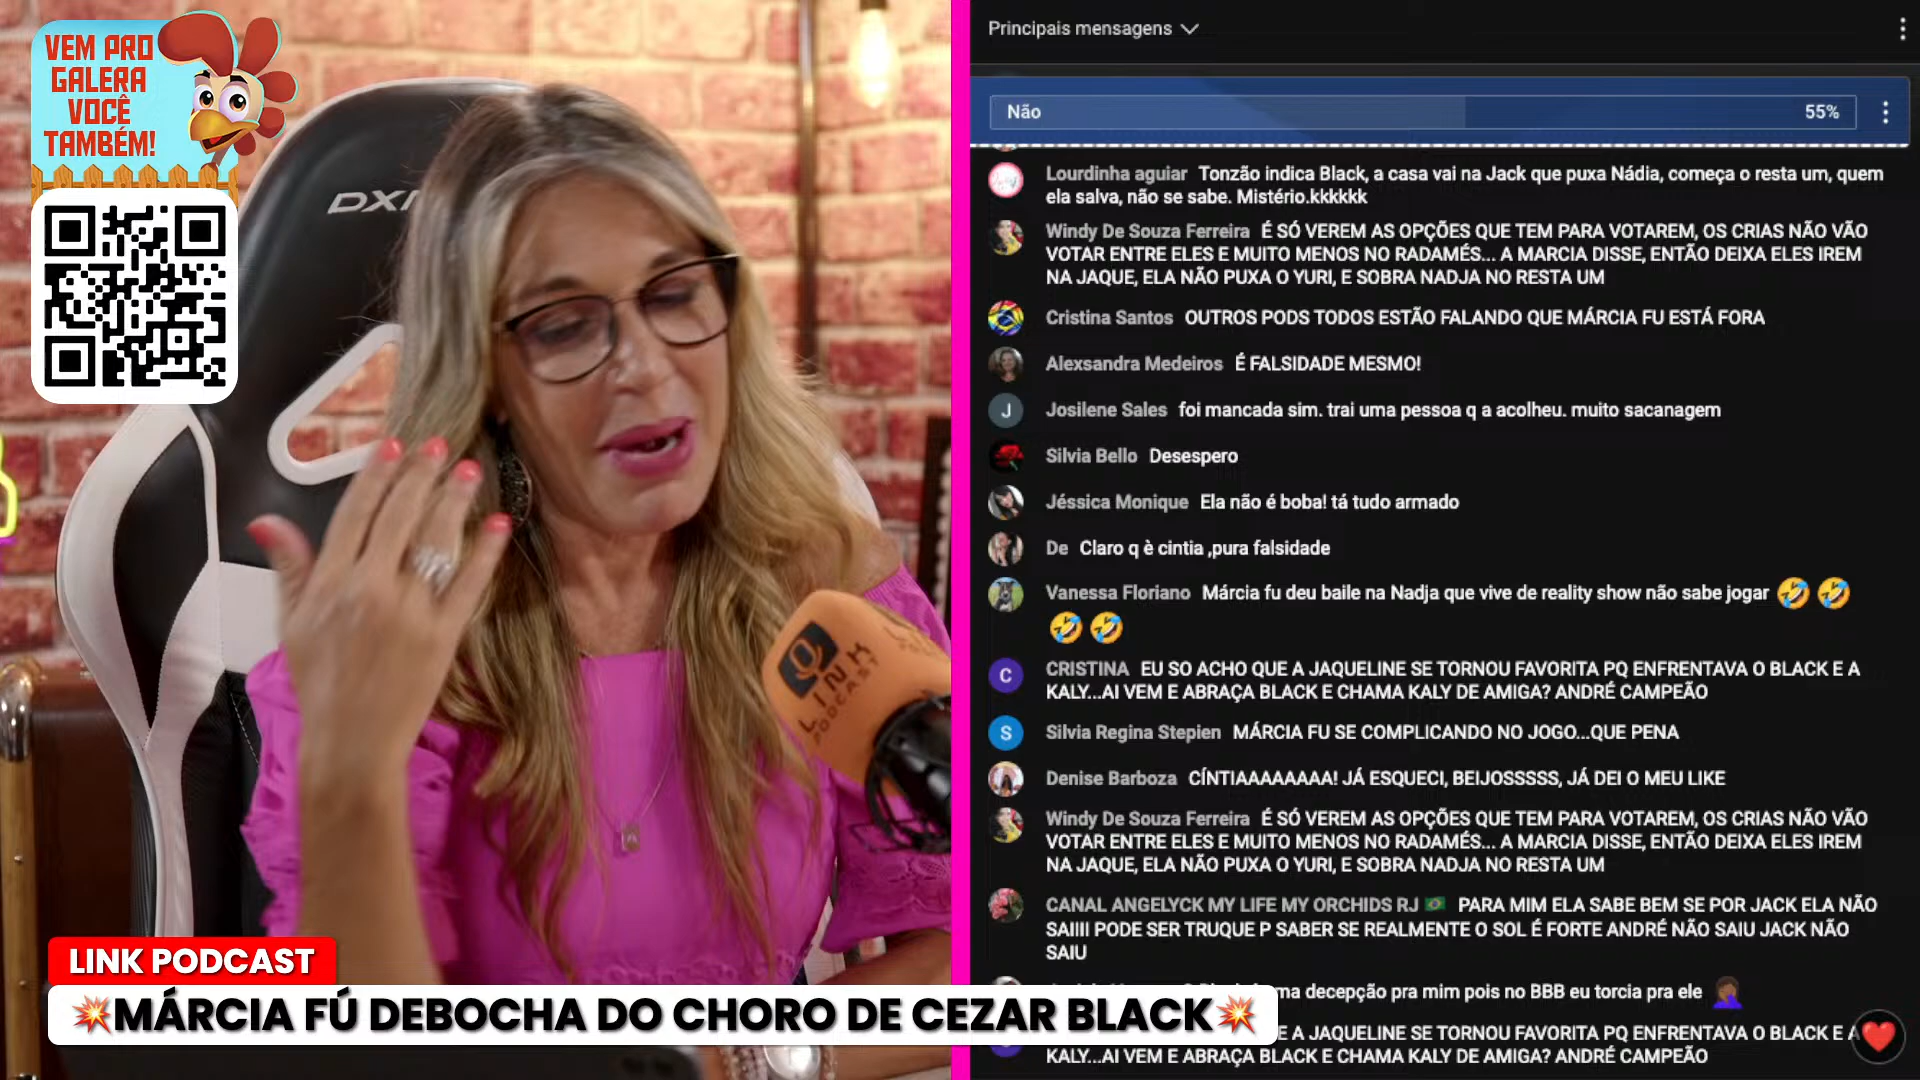 VEM PRO
GALERA
VOCÊ
TAMBÉM!
DXR
LINK
PODCAST
LINK PODCAST
💥MÁRCIA FÚ DEBOCHA DO CHORO DE CEZAR BLACK💥
Principais mensagens
Não 55%
Lourdinha aguiar Tonzão indica Black, a casa vai na Jack que puxa Nádia, começa o resta um, quem
ela salva, não se sabe. Mistério.kkkkkk
Windy De Souza Ferreira É SÓ VEREM AS OPÇÕES QUE TEM PARA VOTAREM, OS CRIAS NÃO VÃO
VOTAR ENTRE ELES E MUITO MENOS NO RADAMÉS... A MARCIA DISSE, ENTÃO DEIXA ELES IREM
NA JAQUE, ELA NÃO PUXA O YURI, E SOBRA NADJA NO RESTA UM
Cristina Santos OUTROS PODS TODOS ESTÃO FALANDO QUE MÁRCIA FU ESTÁ FORA
Alexsandra Medeiros É FALSIDADE MESMO!
J
Josilene Sales foi mancada sim. trai uma pessoa q a acolheu. muito sacanagem
Silvia Bello Desespero
Jéssica Monique Ela não é boba! tá tudo armado
De Claro q è cintia ,pura falsidade
Vanessa Floriano Márcia fu deu baile na Nadja que vive de reality show não sabe jogar 🤣🤣
🤣🤣
C
CRISTINA EU SO ACHO QUE A JAQUELINE SE TORNOU FAVORITA PQ ENFRENTAVA O BLACK E A
KALY...AI VEM E ABRAÇA BLACK E CHAMA KALY DE AMIGA? ANDRÉ CAMPEÃO
S
Silvia Regina Stepien MÁRCIA FU SE COMPLICANDO NO JOGO...QUE PENA
Denise Barboza CÍNTIAAAAAAAA! JÁ ESQUECI, BEIJOSSSSS, JÁ DEI O MEU LIKE
Windy De Souza Ferreira É SÓ VEREM AS OPÇÕES QUE TEM PARA VOTAREM, OS CRIAS NÃO VÃO
VOTAR ENTRE ELES E MUITO MENOS NO RADAMÉS... A MARCIA DISSE, ENTÃO DEIXA ELES IREM
NA JAQUE, ELA NÃO PUXA O YURI, E SOBRA NADJA NO RESTA UM
CANAL ANGELYCK MY LIFE MY ORCHIDS RJ 🇧🇷 PARA MIM ELA SABE BEM SE POR JACK ELA NÃO
SAIIII PODE SER TRUQUE P SABER SE REALMENTE O SOL É FORTE ANDRÉ NÃO SAIU JACK NÃO
SAIU
decepção pra mim pois no BBB eu torcia pra ele 🤦🏾‍♀️
E A JAQUELINE SE TORNOU FAVORITA PQ ENFRENTAVA O BLACK E A
KALY...AI VEM E ABRAÇA BLACK E CHAMA KALY DE AMIGA? ANDRÉ CAMPEÃO